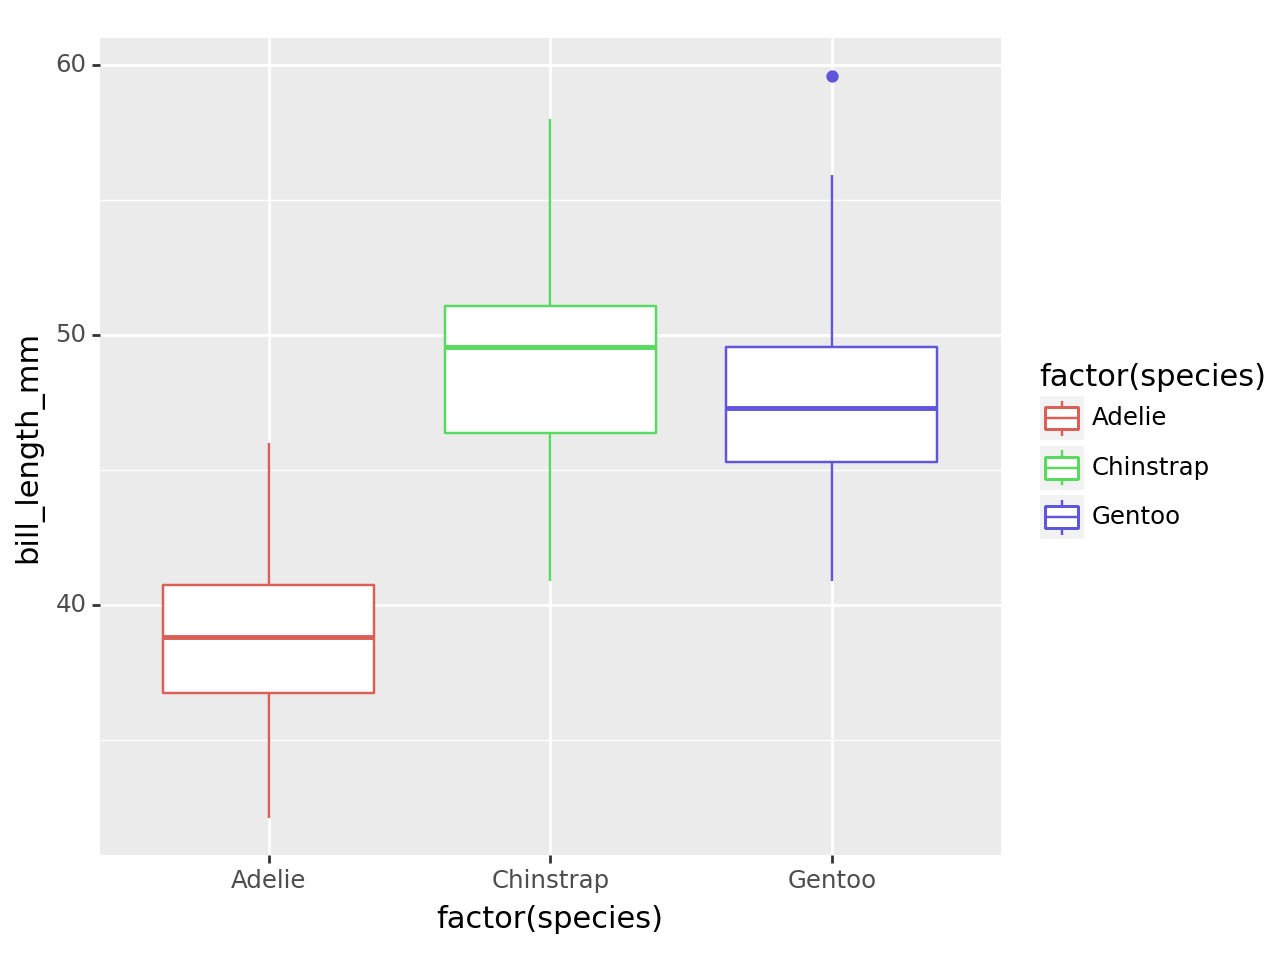 60
50
40
bill_length_mm
Adelie
Chinstrap
Gentoo
factor(species)
factor(species)
Adelie
Chinstrap
Gentoo